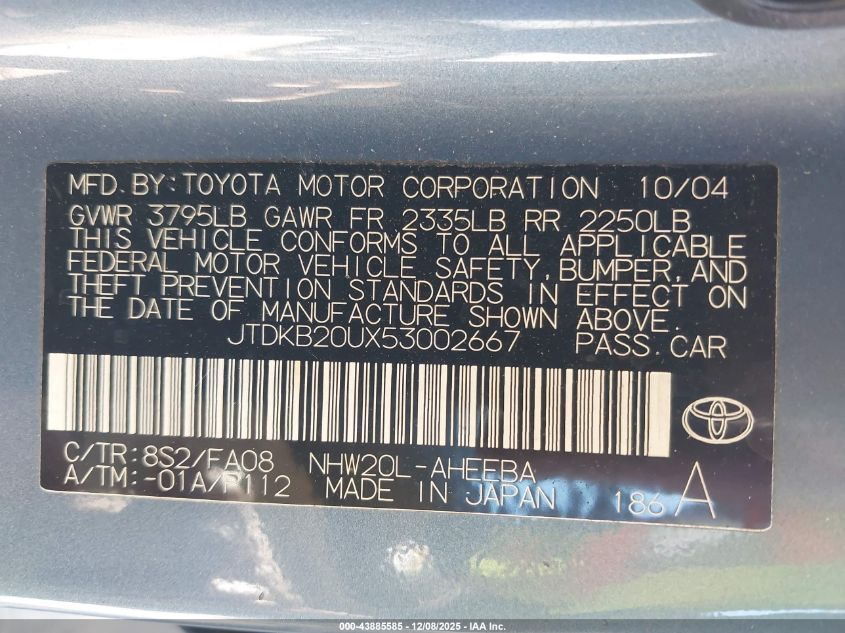 MFD. BY: TOYOTA MOTOR CORPORATION 10/04
GVWR 3795LB GAWR FR 2335LB RR 2250LB
THIS VEHICLE CONFORMS TO ALL APPLICABLE
FEDERAL MOTOR VEHICLE SAFETY, BUMPER, AND
THEFT PREVENTION STANDARDS IN EFFECT ON
THE DATE OF MANUFACTURE SHOWN ABOVE.
JTDKB20UX53002667 PASS. CAR
C/TR: 8S2/FA08 NHW20L-AHEEBA
A/TM: -01A/P112 MADE IN JAPAN 186 A
000-43885585 - 12/08/2025 - IAA Inc.